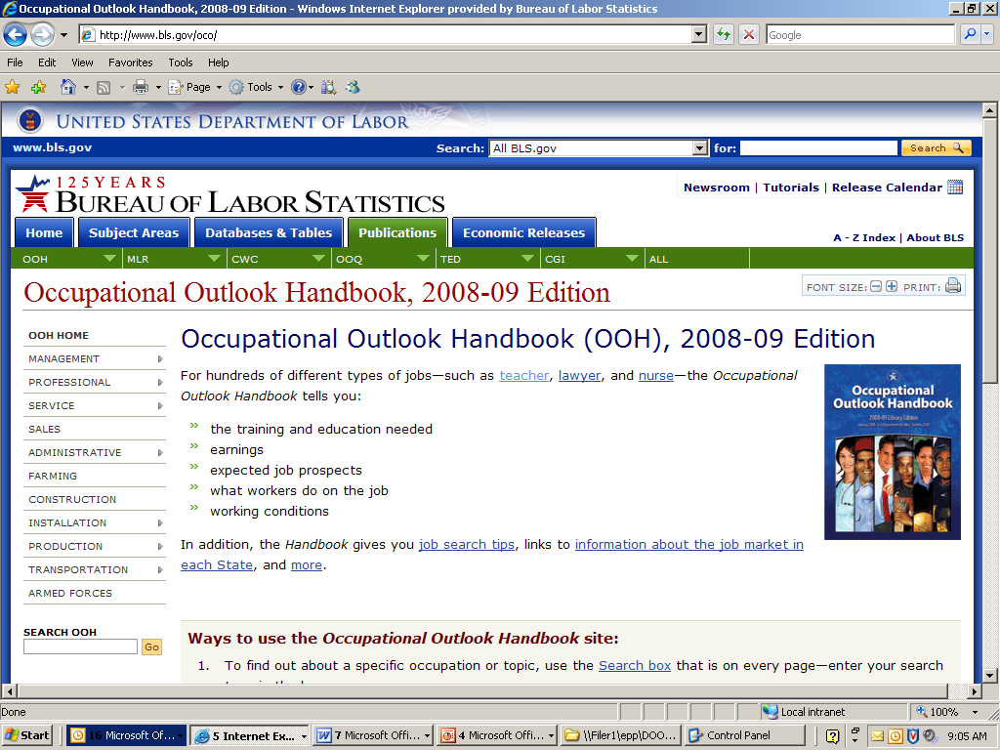 Occupational Outlook Handbook, 2008-09 Edition - Windows Internet Explorer provided by Bureau of Labor Statistics
http://www.bls.gov/oco/
Google
File Edit View Favorites Tools Help
Page Tools
UNITED STATES DEPARTMENT OF LABOR
www.bls.gov
Search: All BLS.gov for: Search
125 YEARS
BUREAU OF LABOR STATISTICS
Newsroom | Tutorials | Release Calendar
Home Subject Areas Databases & Tables Publications Economic Releases
A - Z Index | About BLS
OOH MLR CWC OOQ TED CGI ALL
Occupational Outlook Handbook, 2008-09 Edition
FONT SIZE: PRINT:
OOH HOME
MANAGEMENT
PROFESSIONAL
SERVICE
SALES
ADMINISTRATIVE
FARMING
CONSTRUCTION
INSTALLATION
PRODUCTION
TRANSPORTATION
ARMED FORCES
SEARCH OOH
Go
Occupational Outlook Handbook (OOH), 2008-09 Edition
For hundreds of different types of jobs—such as teacher, lawyer, and nurse—the Occupational
Outlook Handbook tells you:
» the training and education needed
» earnings
» expected job prospects
» what workers do on the job
» working conditions
In addition, the Handbook gives you job search tips, links to information about the job market in
each State, and more.
Occupational
Outlook Handbook
2008-09 Library Edition
Ways to use the Occupational Outlook Handbook site:
1. To find out about a specific occupation or topic, use the Search box that is on every page—enter your search
Done
Local intranet
100%
Start
16 Microsoft Of...
5 Internet Ex...
7 Microsoft Offi...
4 Microsoft Offi...
\\Filer1\epp\DOO...
Control Panel
9:05 AM